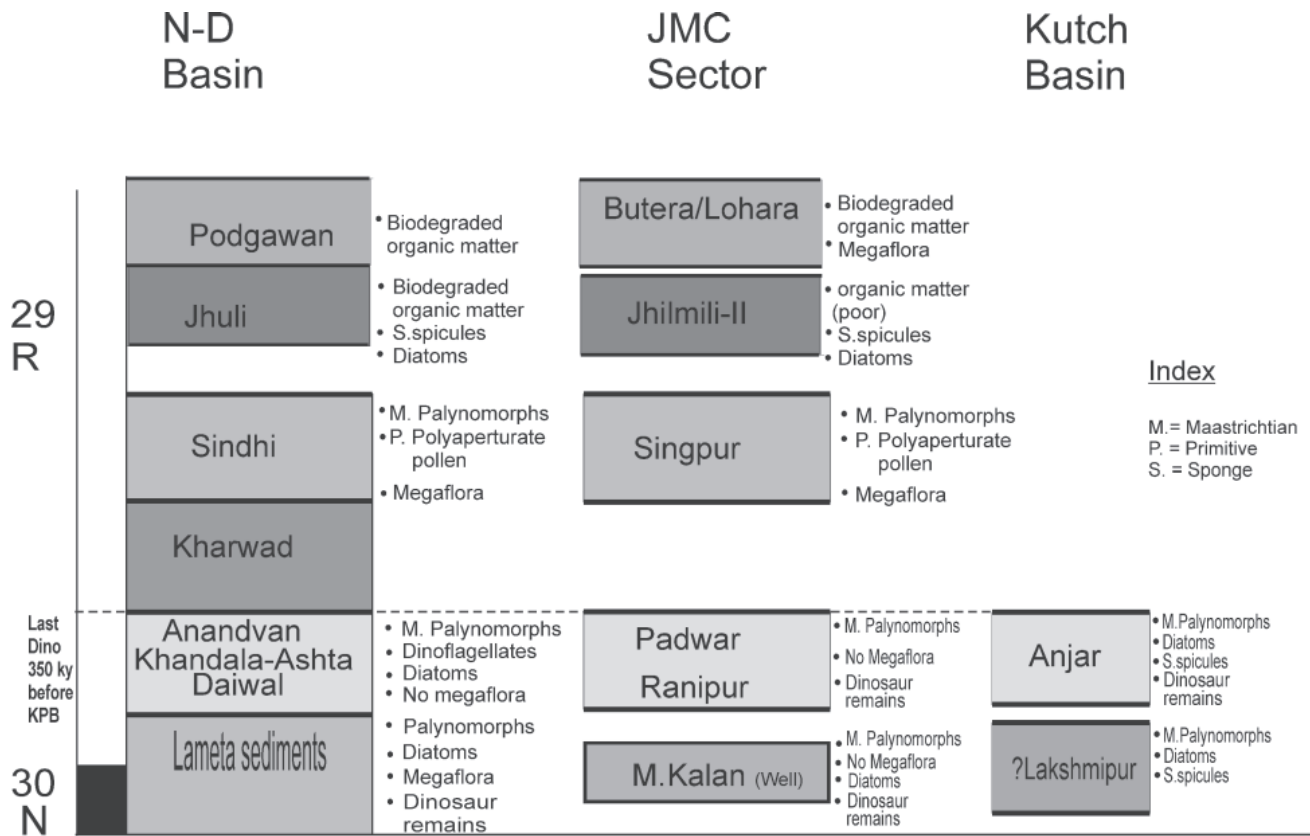 N-D
Basin
JMC
Sector
Kutch
Basin
29
R
30
N
Last
Dino
350 ky
before
KPB
Podgawan
• Biodegraded
organic matter
Jhuli
• Biodegraded
organic matter
• S.spicules
• Diatoms
Sindhi
• M. Palynomorphs
• P. Polyaperturate
pollen
• Megaflora
Kharwad
Anandvan
Khandala-Ashta
Daiwal
• M. Palynomorphs
• Dinoflagellates
• Diatoms
• No megaflora
Lameta sediments
• Palynomorphs
• Diatoms
• Megaflora
• Dinosaur
remains
Butera/Lohara
• Biodegraded
organic matter
• Megaflora
Jhilmili-II
• organic matter
(poor)
• S.spicules
• Diatoms
Singpur
• M. Palynomorphs
• P. Polyaperturate
pollen
• Megaflora
Padwar
Ranipur
• M. Palynomorphs
• No Megaflora
• Dinosaur
remains
M.Kalan (Well)
• M. Palynomorphs
• No Megaflora
• Diatoms
• Dinosaur
remains
Anjar
• M.Palynomorphs
• Diatoms
• S.spicules
• Dinosaur
remains
?Lakshmipur
• M.Palynomorphs
• Diatoms
• S.spicules
Index
M.= Maastrichtian
P. = Primitive
S. = Sponge